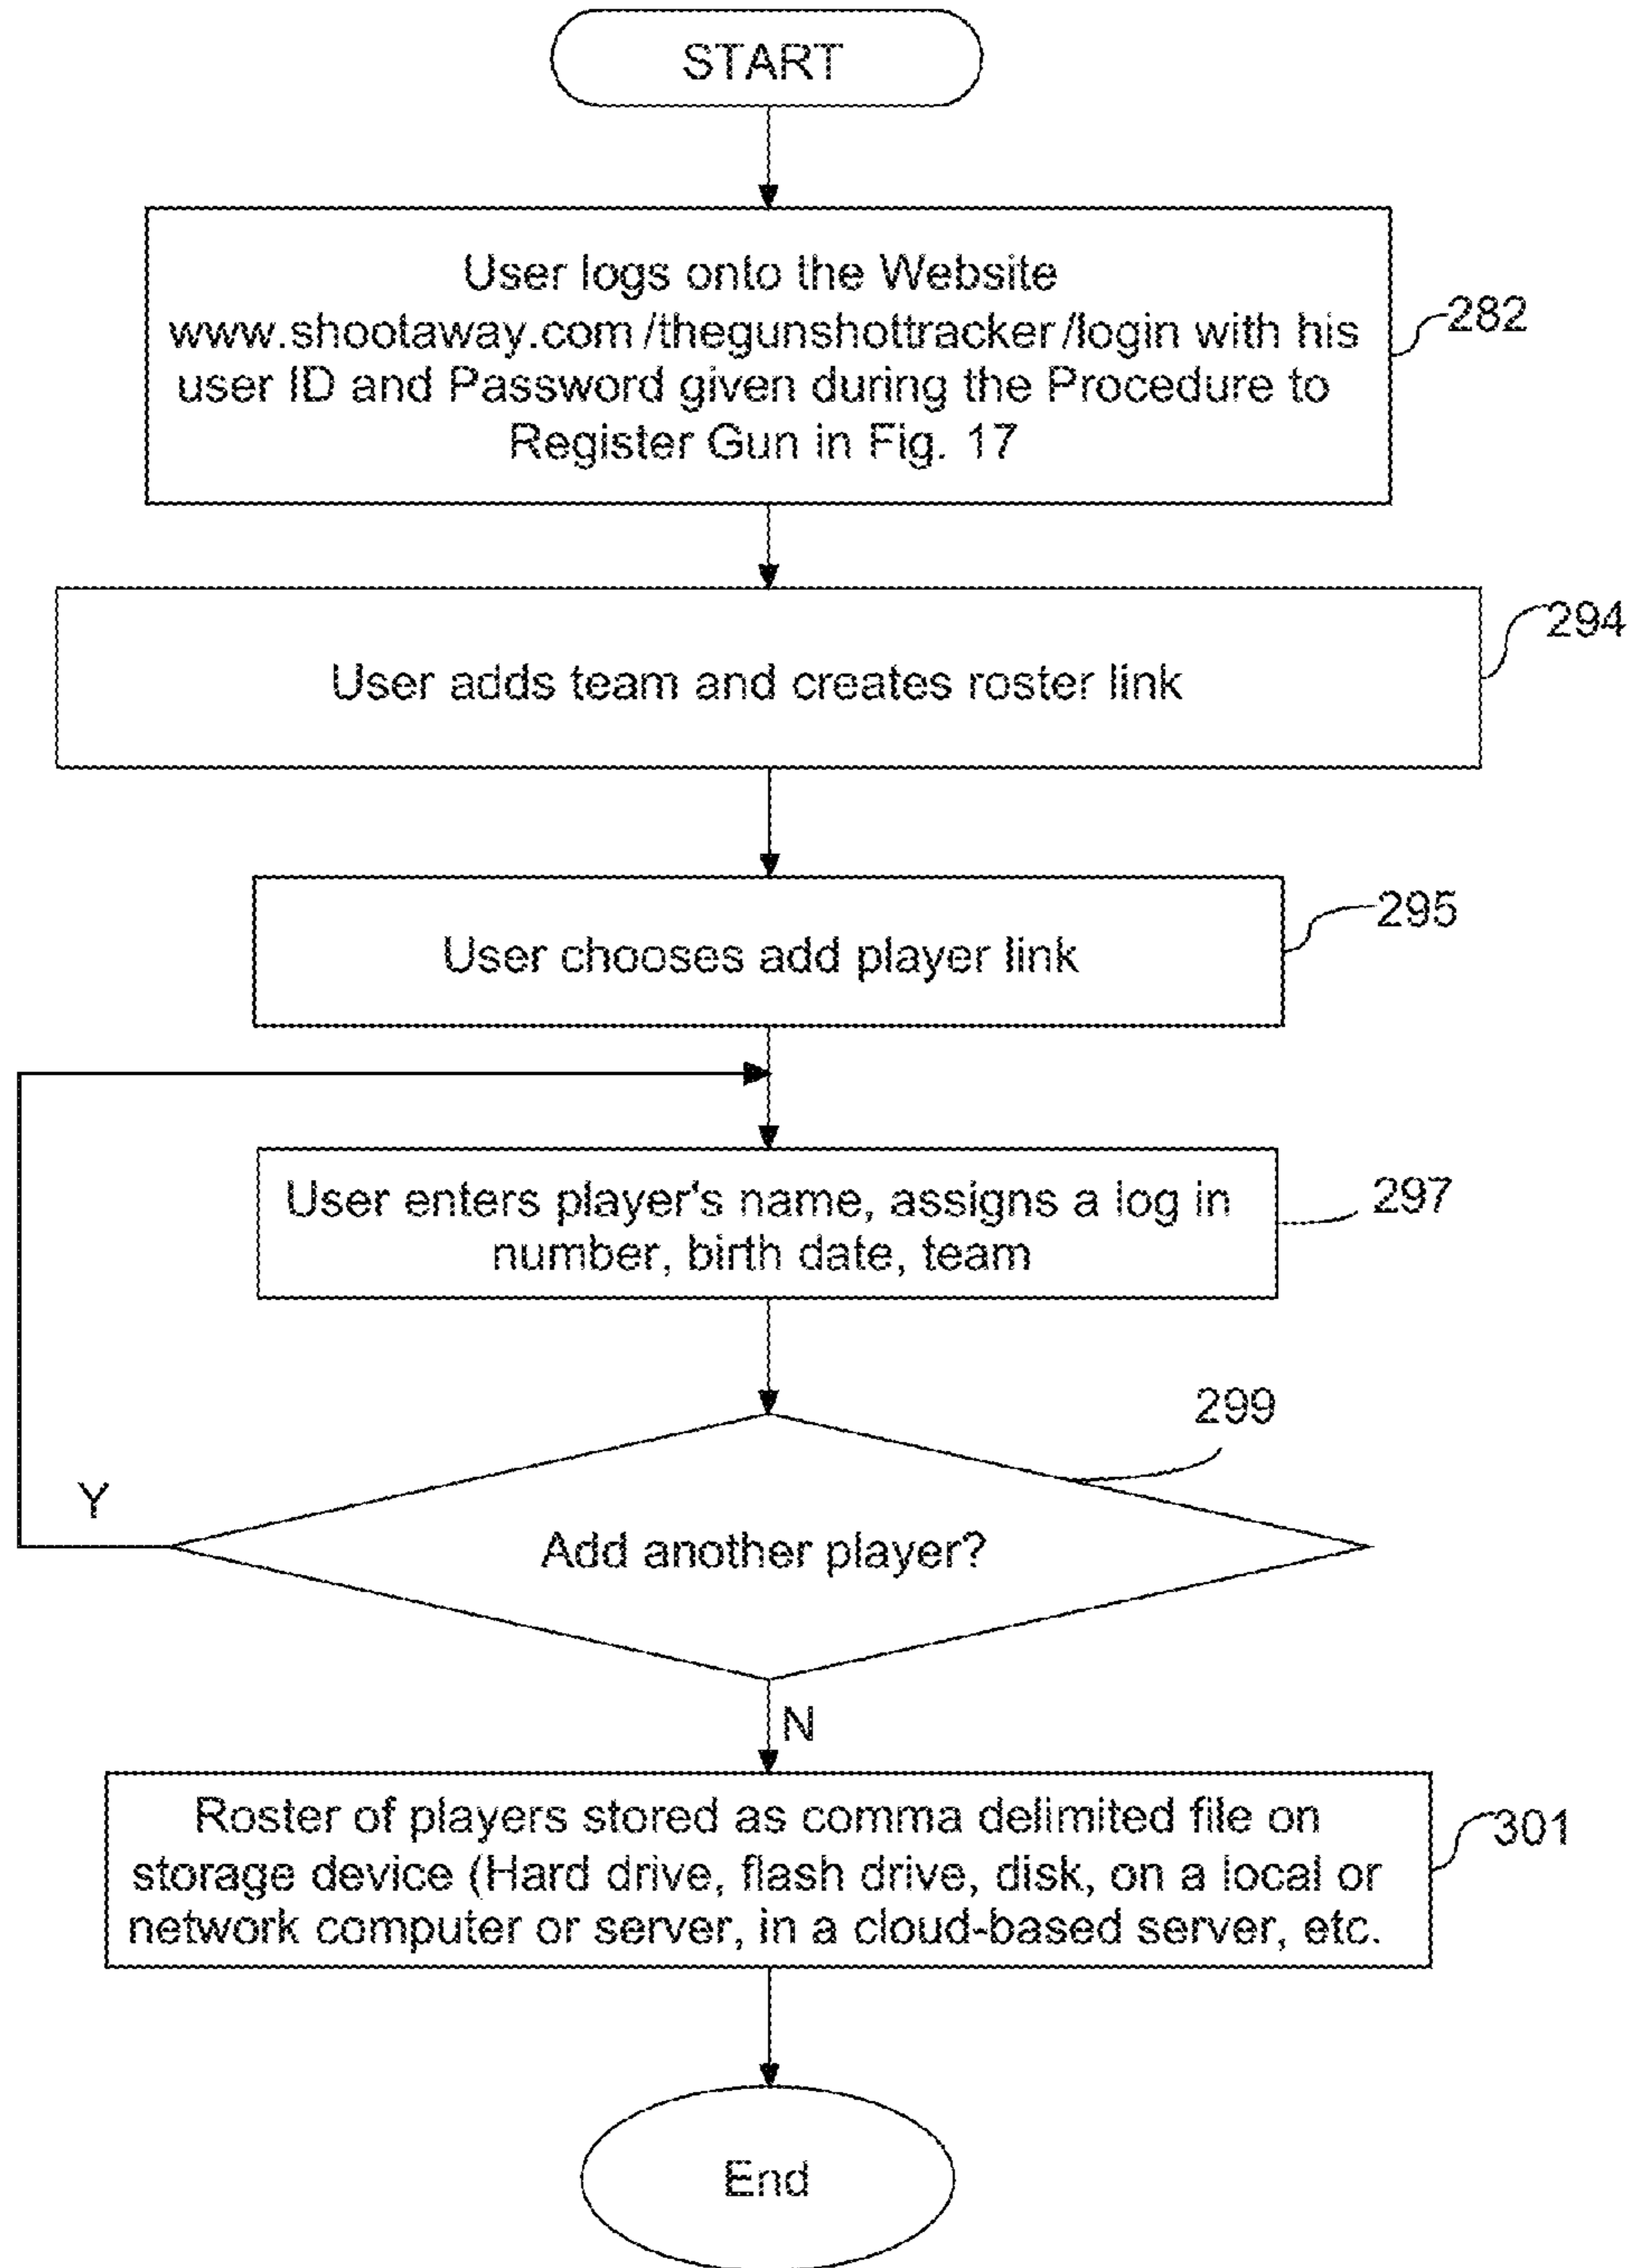 START
User logs onto the Website
www.shootaway.com/thegunshottracker/login with his
user ID and Password given during the Procedure to
Register Gun in Fig. 17
282
User adds team and creates roster link
294
User chooses add player link
295
User enters player's name, assigns a log in
number, birth date, team
297
299
Add another player?
Y
N
Roster of players stored as comma delimited file on
storage device (Hard drive, flash drive, disk, on a local or
network computer or server, in a cloud-based server, etc.
301
End